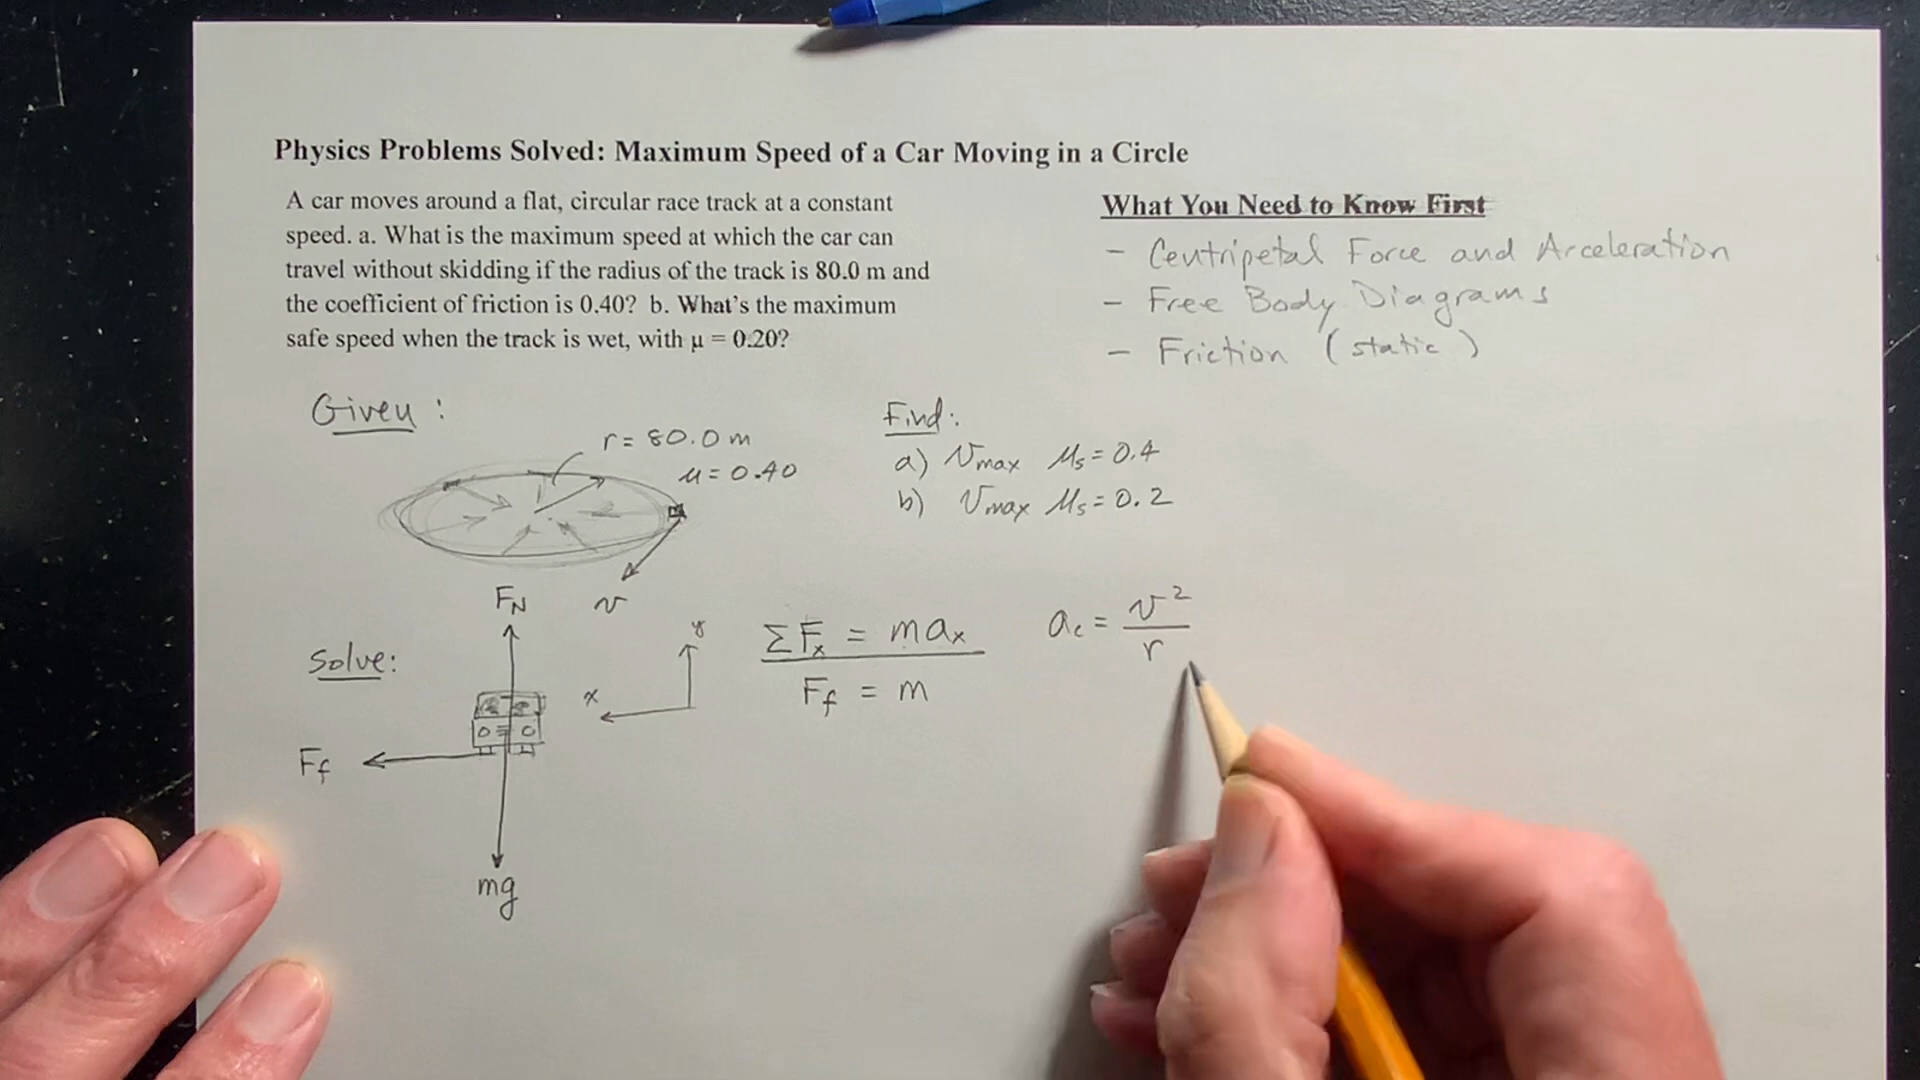 Physics Problems Solved: Maximum Speed of a Car Moving in a Circle
A car moves around a flat, circular race track at a constant
speed. a. What is the maximum speed at which the car can
travel without skidding if the radius of the track is 80.0 m and
the coefficient of friction is 0.40? b. What's the maximum
safe speed when the track is wet, with μ = 0.20?
What You Need to Know First
- Centripetal Force and Acceleration
- Free Body Diagrams
- Friction (static)
Given:
r = 80.0 m
μ = 0.40
v
Find:
a) vmax μs = 0.4
b) vmax μs = 0.2
Solve:
FN
Ff
mg
y
x
ΣFx = max
Ff = m
ac = v²/r